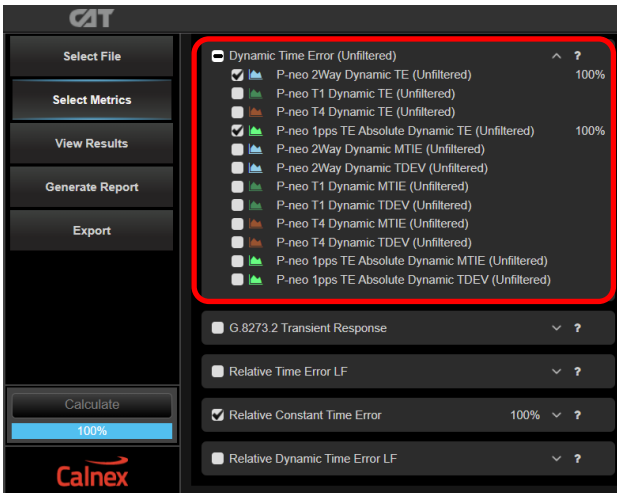 CAT
Select File
Select Metrics
View Results
Generate Report
Export
Calculate
100%
Calnex
Dynamic Time Error (Unfiltered) ?
P-neo 2Way Dynamic TE (Unfiltered) 100%
P-neo T1 Dynamic TE (Unfiltered)
P-neo T4 Dynamic TE (Unfiltered)
P-neo 1pps TE Absolute Dynamic TE (Unfiltered) 100%
P-neo 2Way Dynamic MTIE (Unfiltered)
P-neo 2Way Dynamic TDEV (Unfiltered)
P-neo T1 Dynamic MTIE (Unfiltered)
P-neo T1 Dynamic TDEV (Unfiltered)
P-neo T4 Dynamic MTIE (Unfiltered)
P-neo T4 Dynamic TDEV (Unfiltered)
P-neo 1pps TE Absolute Dynamic MTIE (Unfiltered)
P-neo 1pps TE Absolute Dynamic TDEV (Unfiltered)
G.8273.2 Transient Response ?
Relative Time Error LF ?
Relative Constant Time Error 100% ?
Relative Dynamic Time Error LF ?